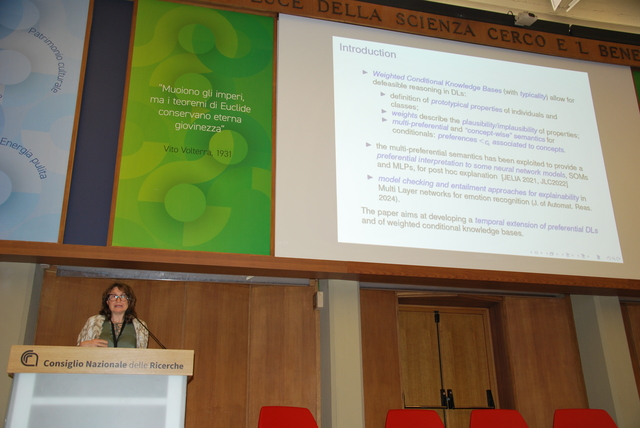 LUCE DELLA SCIENZA CERCO E 'L BENE
Patrimonio culturale
Energia pulita
"Muoiono gli imperi,
ma i teoremi di Euclide
conservano eterna
giovinezza"
Vito Volterra, 1931
Introduction
Weighted Conditional Knowledge Bases (with typicality) allow for
defeasible reasoning in DLs:
definition of prototypical properties of individuals and
classes;
weights describe the plausibility/implausibility of properties;
multi-preferential and "concept-wise" semantics for
conditionals: preferences <Ci associated to concepts.
the multi-preferential semantics has been exploited to provide a
preferential interpretation to some neural network models, SOMs
and MLPs, for post hoc explanation. [JELIA 2021, JLC2022]
model checking and entailment approaches for explainability in
Multi Layer networks for emotion recognition (J. of Automat. Reas.
2024).
The paper aims at developing a temporal extension of preferential DLs
and of weighted conditional knowledge bases.
Consiglio Nazionale delle Ricerche